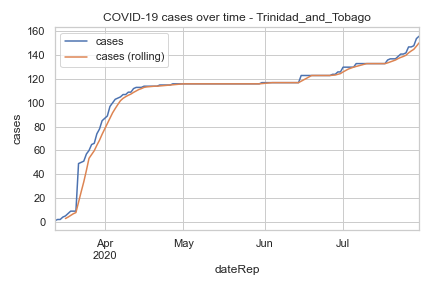 COVID-19 cases over time - Trinidad_and_Tobago
cases
cases (rolling)
cases
160
140
120
100
80
60
40
20
0
Apr
2020
May
Jun
Jul
dateRep